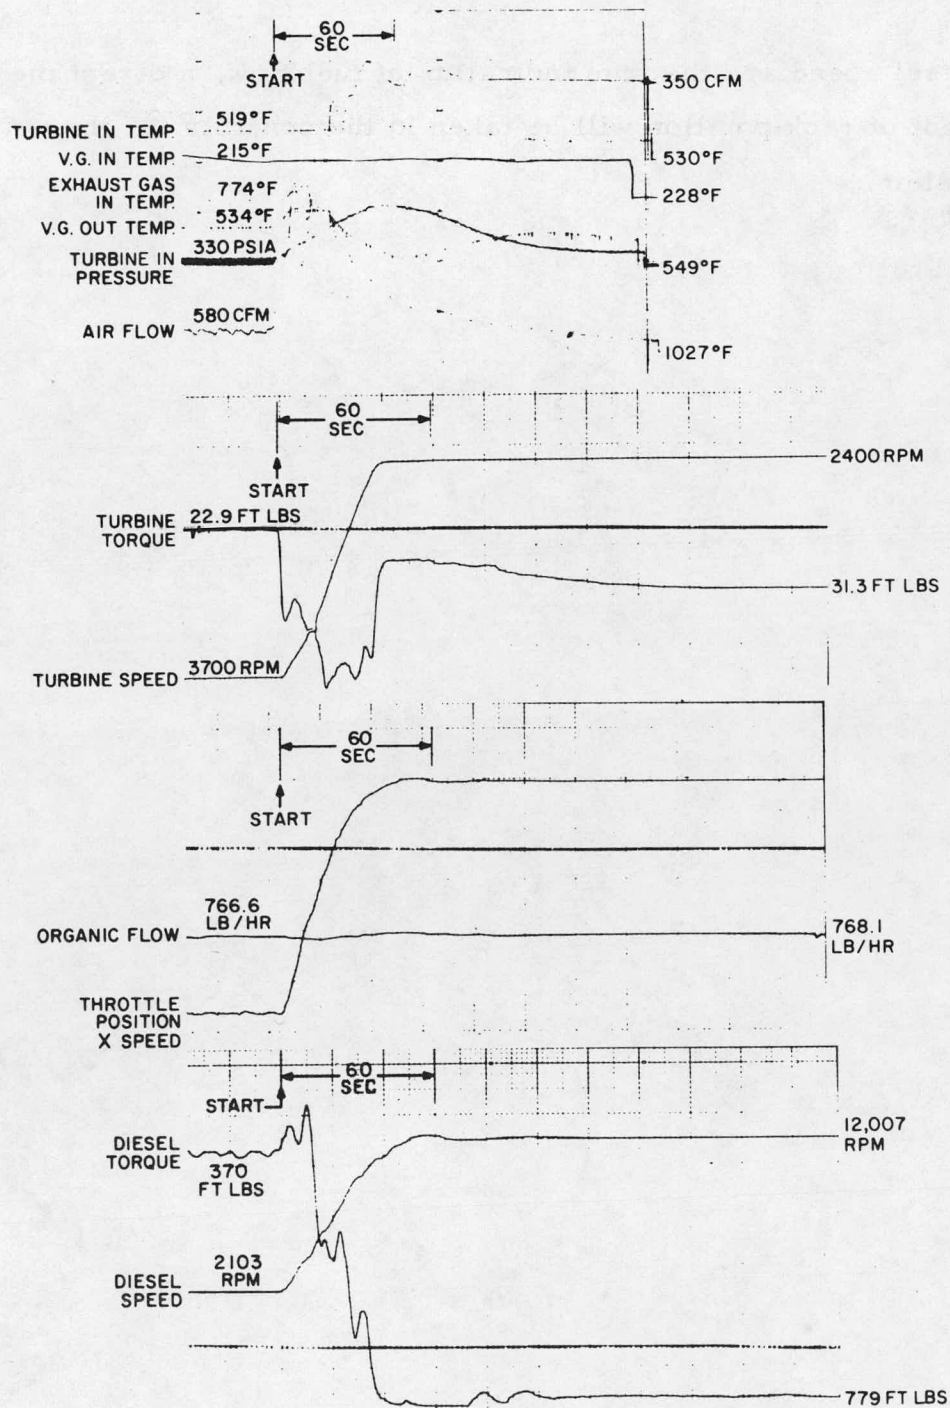 60
SEC
START
350 CFM
519°F
TURBINE IN TEMP.
215°F
V.G. IN TEMP.
530°F
EXHAUST GAS
IN TEMP.
774°F
228°F
534°F
V.G. OUT TEMP.
330 PSIA
TURBINE IN
PRESSURE
549°F
580 CFM
AIR FLOW
1027°F
60
SEC
START
2400 RPM
22.9 FT LBS
TURBINE
TORQUE
31.3 FT LBS
3700 RPM
TURBINE SPEED
60
SEC
START
766.6
LB/HR
ORGANIC FLOW
768.1
LB/HR
THROTTLE
POSITION
X SPEED
60
SEC
START
12,007
RPM
DIESEL
TORQUE
370
FT LBS
2103
RPM
DIESEL
SPEED
779 FT LBS